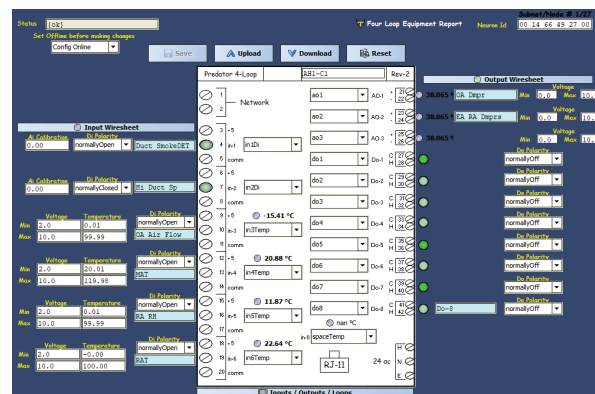 Status {ok}
Set Offline before making changes
Config Online
Four Loop Equipment Report
Neuron Id
Subnet/Node # 1/27
00 14 66 49 27 00
Save
Upload
Download
Reset
Predator 4-Loop
AH1-C1
Rev-2
Output Wiresheet
Input Wiresheet
Ai Calibration
0.00
Di Polarity
normallyOpen
Duct SmokeDET
Ai Calibration
0.00
Di Polarity
normallyClosed
Hi Duct Sp
Voltage Temperature
Min 2.0 0.01
Max 10.0 99.99
Di Polarity
normallyOpen
OA Air Flow
Voltage Temperature
Min 2.0 20.01
Max 10.0 119.98
Di Polarity
normallyOpen
MAT
Voltage Temperature
Min 2.0 0.01
Max 10.0 99.99
Di Polarity
normallyOpen
RA RH
Voltage Temperature
Min 2.0 -0.00
Max 10.0 100.00
Di Polarity
normallyOpen
RAT
1
2
Network
3 +5
4 in-1 in1Di
5 comm
6 +5
7 in-2 in2Di
8 comm
9 +5 -15.41 °C
10 in-3 in3Temp
11 comm
12 +5 20.88 °C
13 in-4 in4Temp
14 comm
15 +5 11.87 °C
16 in-5 in5Temp
17 comm
18 +5 22.64 °C
19 in-6 in6Temp
20 comm
ao1 AO-1 21 22
ao2 AO-2 23 24
ao3 AO-3 25 26
do1 Do-1 C 27 H 28
do2 Do-2 C 29 H 30
do3 Do-3 C 31 H 32
do4 Do-4 C 33 H 34
do5 Do-5 C 35 H 36
do6 Do-6 C 37 H 38
do7 Do-7 C 39 H 40
do8 Do-8 C 41 H 42
nan °C
in-0 spaceTemp
RJ-11
24 ac
H
N
E
38.065 % OA Dmpr
Voltage
Min 0.0 Max 10.
38.065 % EA RA Dmprs
Voltage
Min 0.0 Max 10.
38.065 %
Voltage
Min 0.0 Max 10.
Do Polarity
normallyOff
Do Polarity
normallyOff
Do Polarity
normallyOff
Do Polarity
normallyOff
Do Polarity
normallyOff
Do Polarity
normallyOff
Do Polarity
normallyOff
Do-8
Do Polarity
normallyOff
Inputs / Outputs / Loops